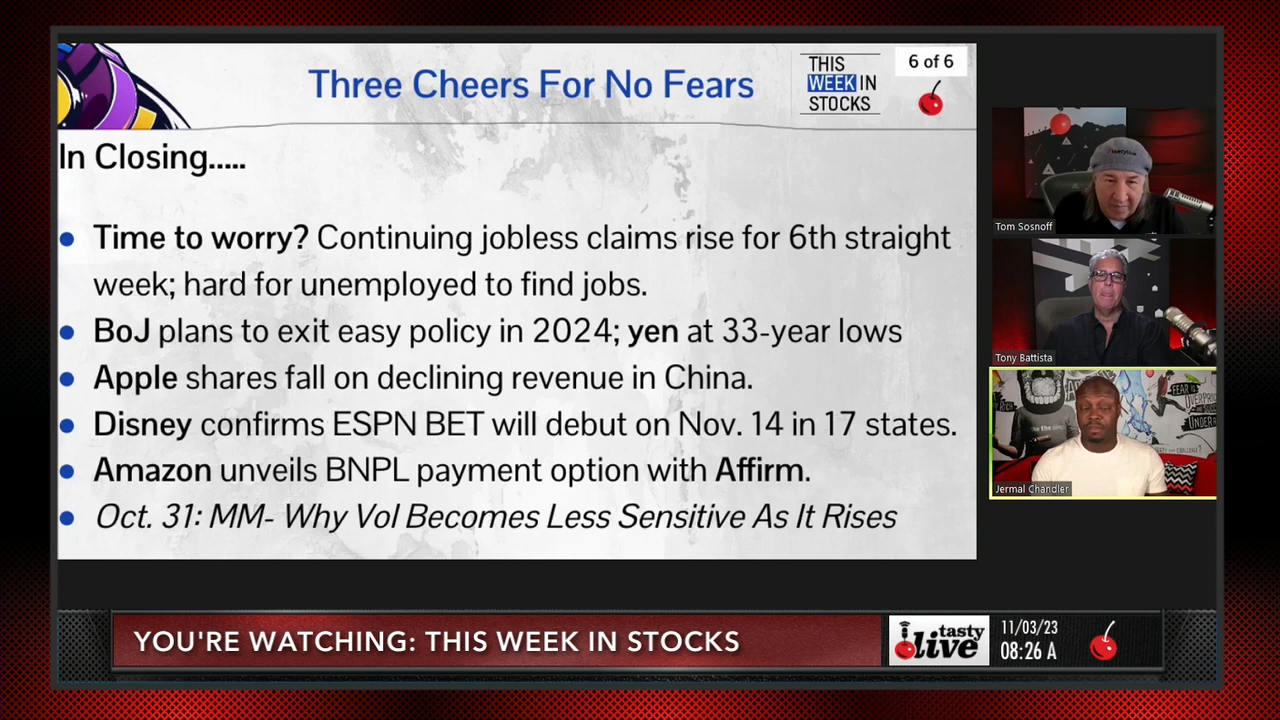 Three Cheers For No Fears
THIS
WEEK IN
STOCKS
6 of 6
In Closing.....
Time to worry? Continuing jobless claims rise for 6th straight
week; hard for unemployed to find jobs.
BoJ plans to exit easy policy in 2024; yen at 33-year lows
Apple shares fall on declining revenue in China.
Disney confirms ESPN BET will debut on Nov. 14 in 17 states.
Amazon unveils BNPL payment option with Affirm.
Oct. 31: MM- Why Vol Becomes Less Sensitive As It Rises
Tom Sosnoff
Tony Battista
FEAR IS
Jermal Chandler
YOU'RE WATCHING: THIS WEEK IN STOCKS
tasty
live
11/03/23
08:26 A